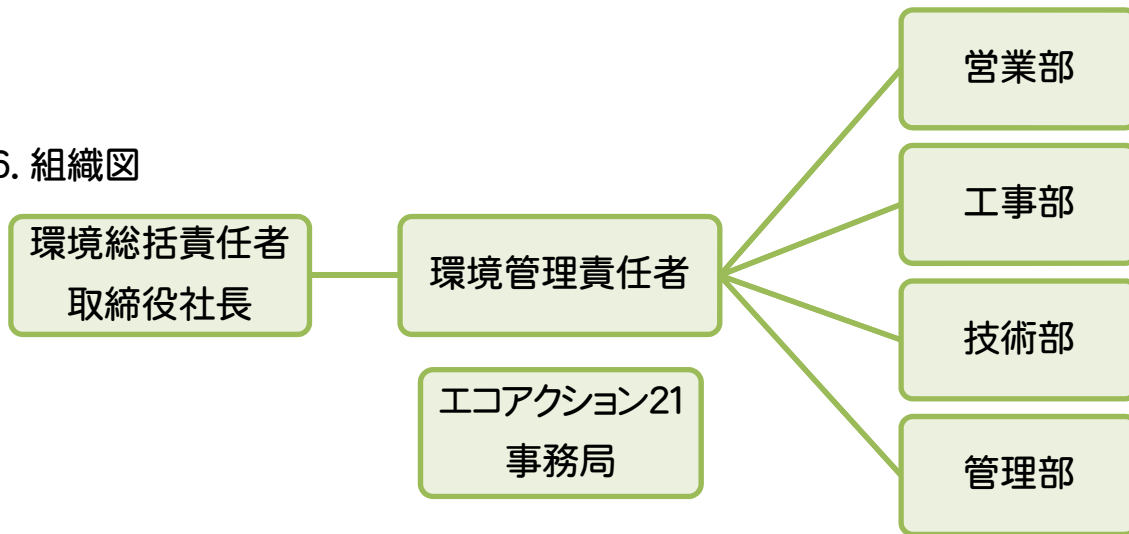 6. 組織図
環境総括責任者
取締役社長
環境管理責任者
エコアクション21
事務局
営業部
工事部
技術部
管理部